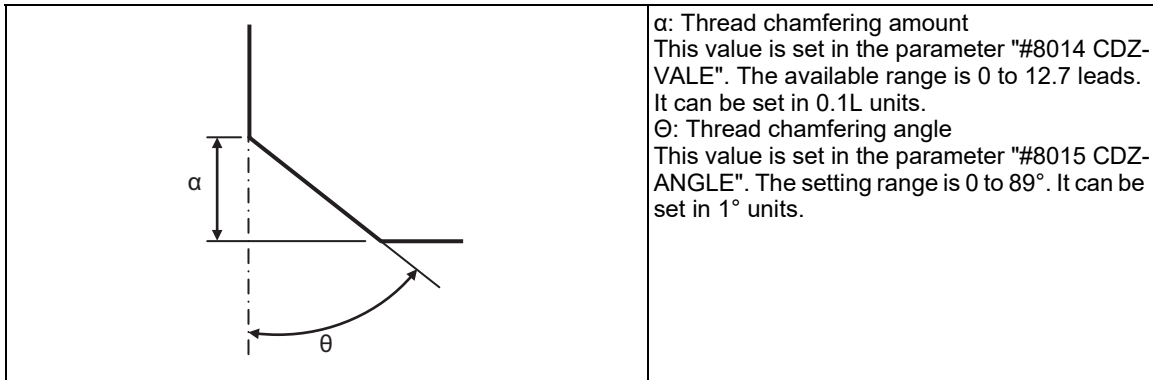 α: Thread chamfering amount
This value is set in the parameter "#8014 CDZ-
VALE". The available range is 0 to 12.7 leads.
It can be set in 0.1L units.
Θ: Thread chamfering angle
This value is set in the parameter "#8015 CDZ-
ANGLE". The setting range is 0 to 89°. It can be
set in 1° units.
α
θ